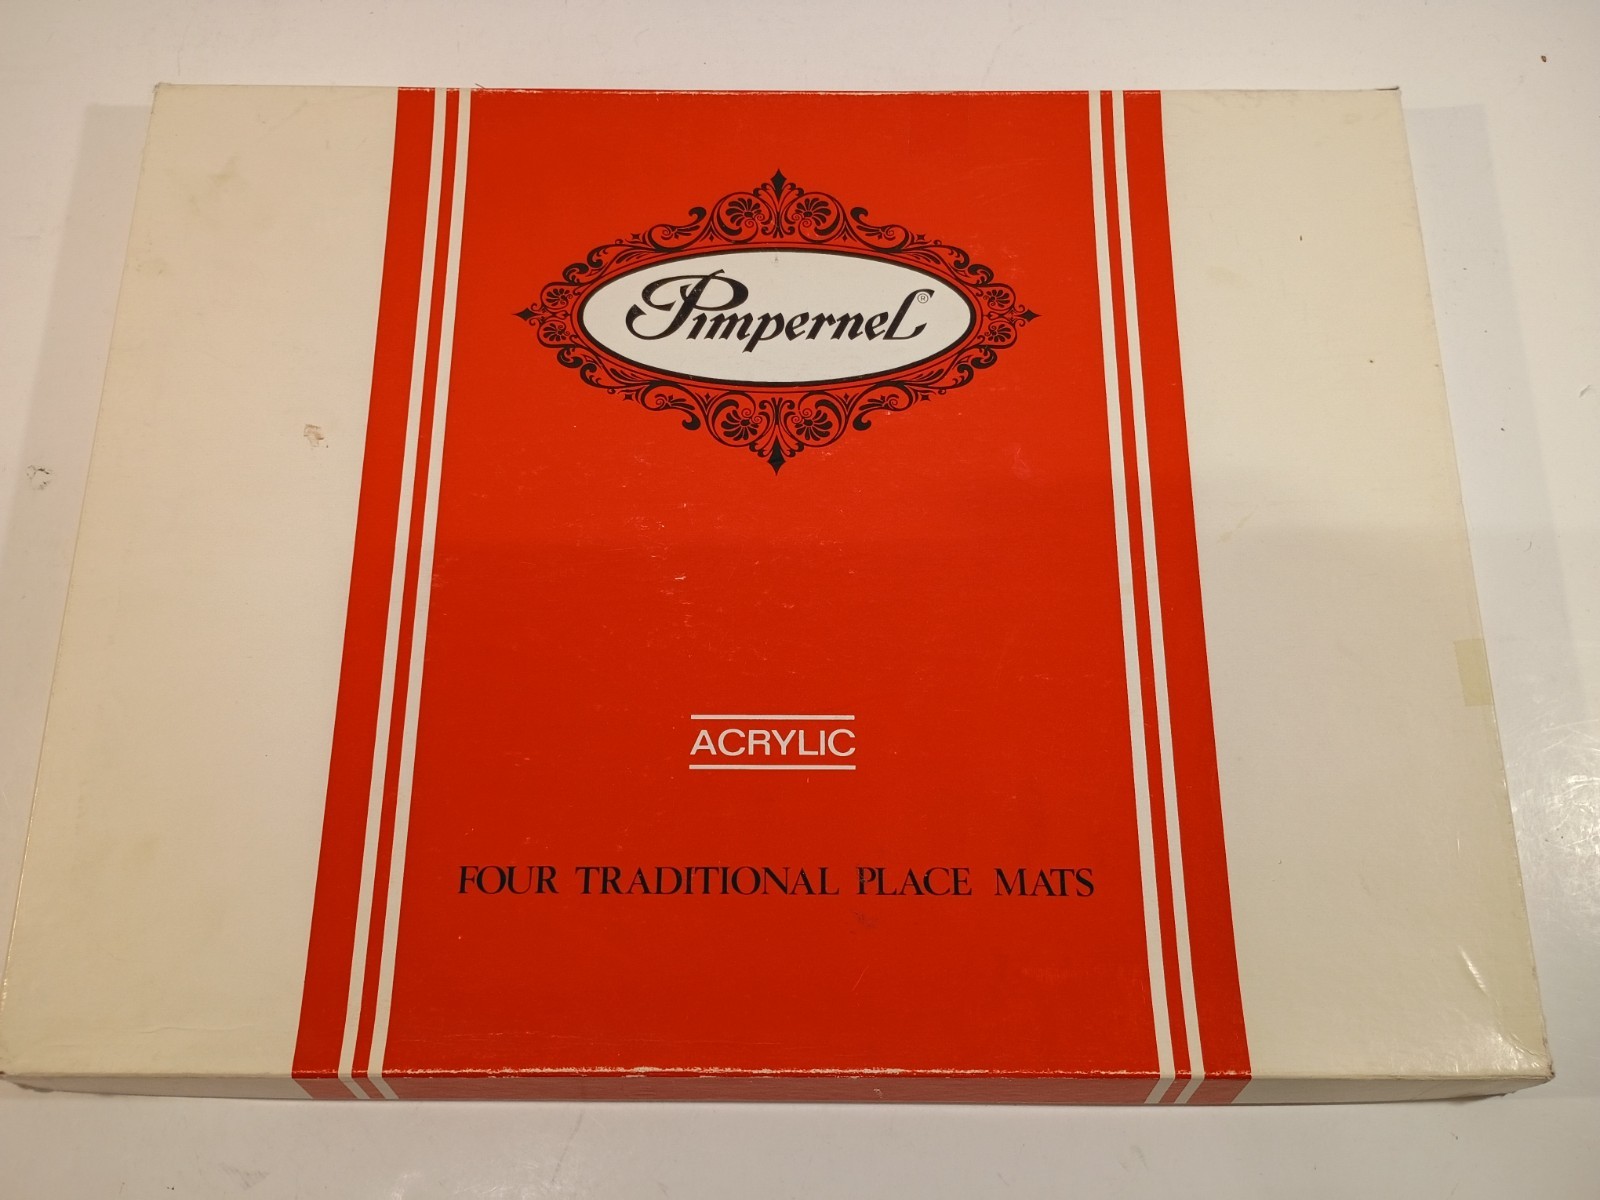 Pimpernel®
ACRYLIC
FOUR TRADITIONAL PLACE MATS